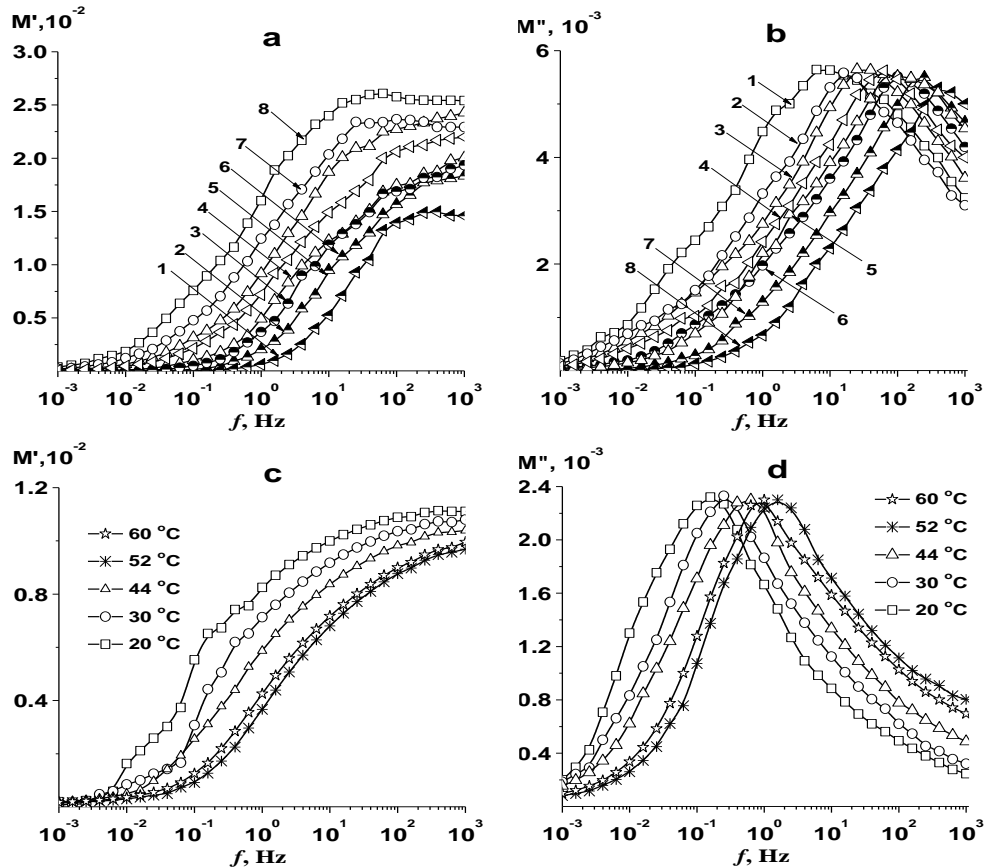 M',10⁻²
a
3.0
2.5
2.0
1.5
1.0
0.5
8
7
6
5
4
3
2
1
10⁻³ 10⁻² 10⁻¹ 10⁰ 10¹ 10² 10³
f, Hz
M'', 10⁻³
b
6
4
2
1
2
3
4
7
8
5
6
10⁻³ 10⁻² 10⁻¹ 10⁰ 10¹ 10² 10³
f, Hz
M',10⁻²
c
1.2
0.8
0.4
60 °C
52 °C
44 °C
30 °C
20 °C
10⁻³ 10⁻² 10⁻¹ 10⁰ 10¹ 10² 10³
f, Hz
M'', 10⁻³
d
2.4
2.0
1.6
1.2
0.8
0.4
60 °C
52 °C
44 °C
30 °C
20 °C
10⁻³ 10⁻² 10⁻¹ 10⁰ 10¹ 10² 10³
f, Hz